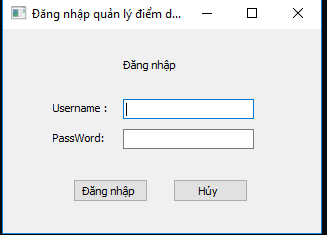 Đăng nhập quản lý điểm d...
Đăng nhập
Username :
PassWord:
Đăng nhập
Hủy